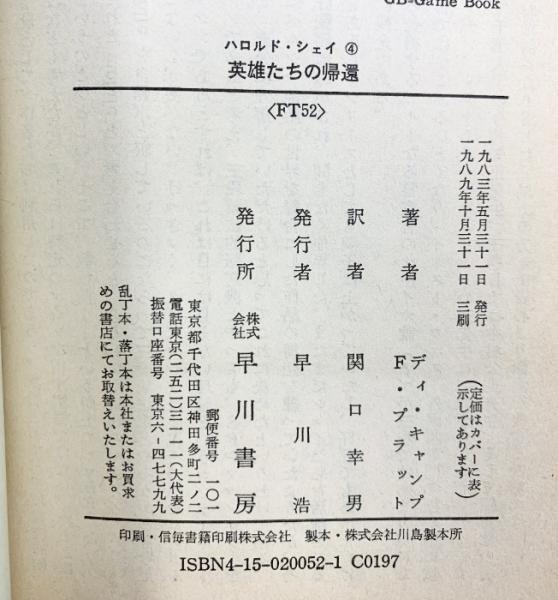 GB=Game Book
ハロルド・シェイ ④
英雄たちの帰還
〈FT52〉
一九八三年五月三十一日 発行
一九八九年十月三十一日 三刷
(定価はカバーに表
示してあります)
著者 ディ・キャンプ
F・プラット
訳者 関口幸男
発行者 早川浩
発行所 株式会社 早川書房
郵便番号 一〇一
東京都千代田区神田多町二ノ二
電話東京(二五二)三一一一(大代表)
振替口座番号 東京六-四七七九九
乱丁本・落丁本は本社またはお買求
めの書店にてお取替えいたします。
印刷・信毎書籍印刷株式会社 製本・株式会社川島製本所
ISBN4-15-020052-1 C0197